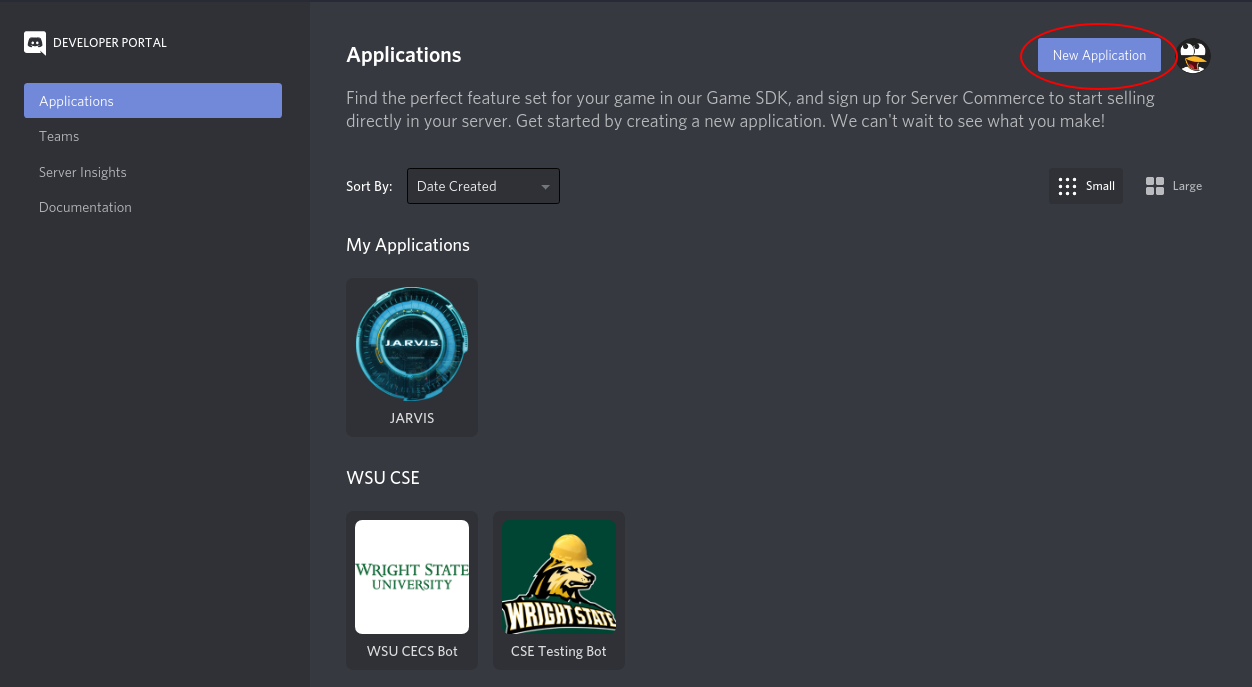 DEVELOPER PORTAL
Applications
Teams
Server Insights
Documentation
Applications
New Application
Find the perfect feature set for your game in our Game SDK, and sign up for Server Commerce to start selling
directly in your server. Get started by creating a new application. We can't wait to see what you make!
Sort By:
Date Created
Small
Large
My Applications
J.A.R.V.I.S.
JARVIS
WSU CSE
WRIGHT STATE
UNIVERSITY
WSU CECS Bot
WRIGHT STATE
CSE Testing Bot